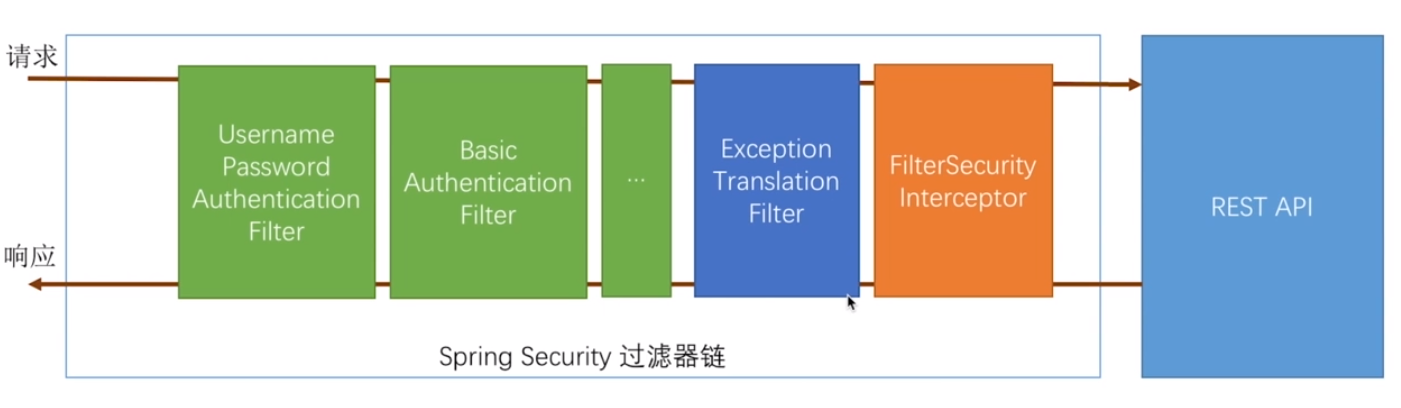 请求
Username
Password
Authentication
Filter
Basic
Authentication
Filter
...
Exception
Translation
Filter
FilterSecurity
Interceptor
REST API
响应
Spring Security 过滤器链